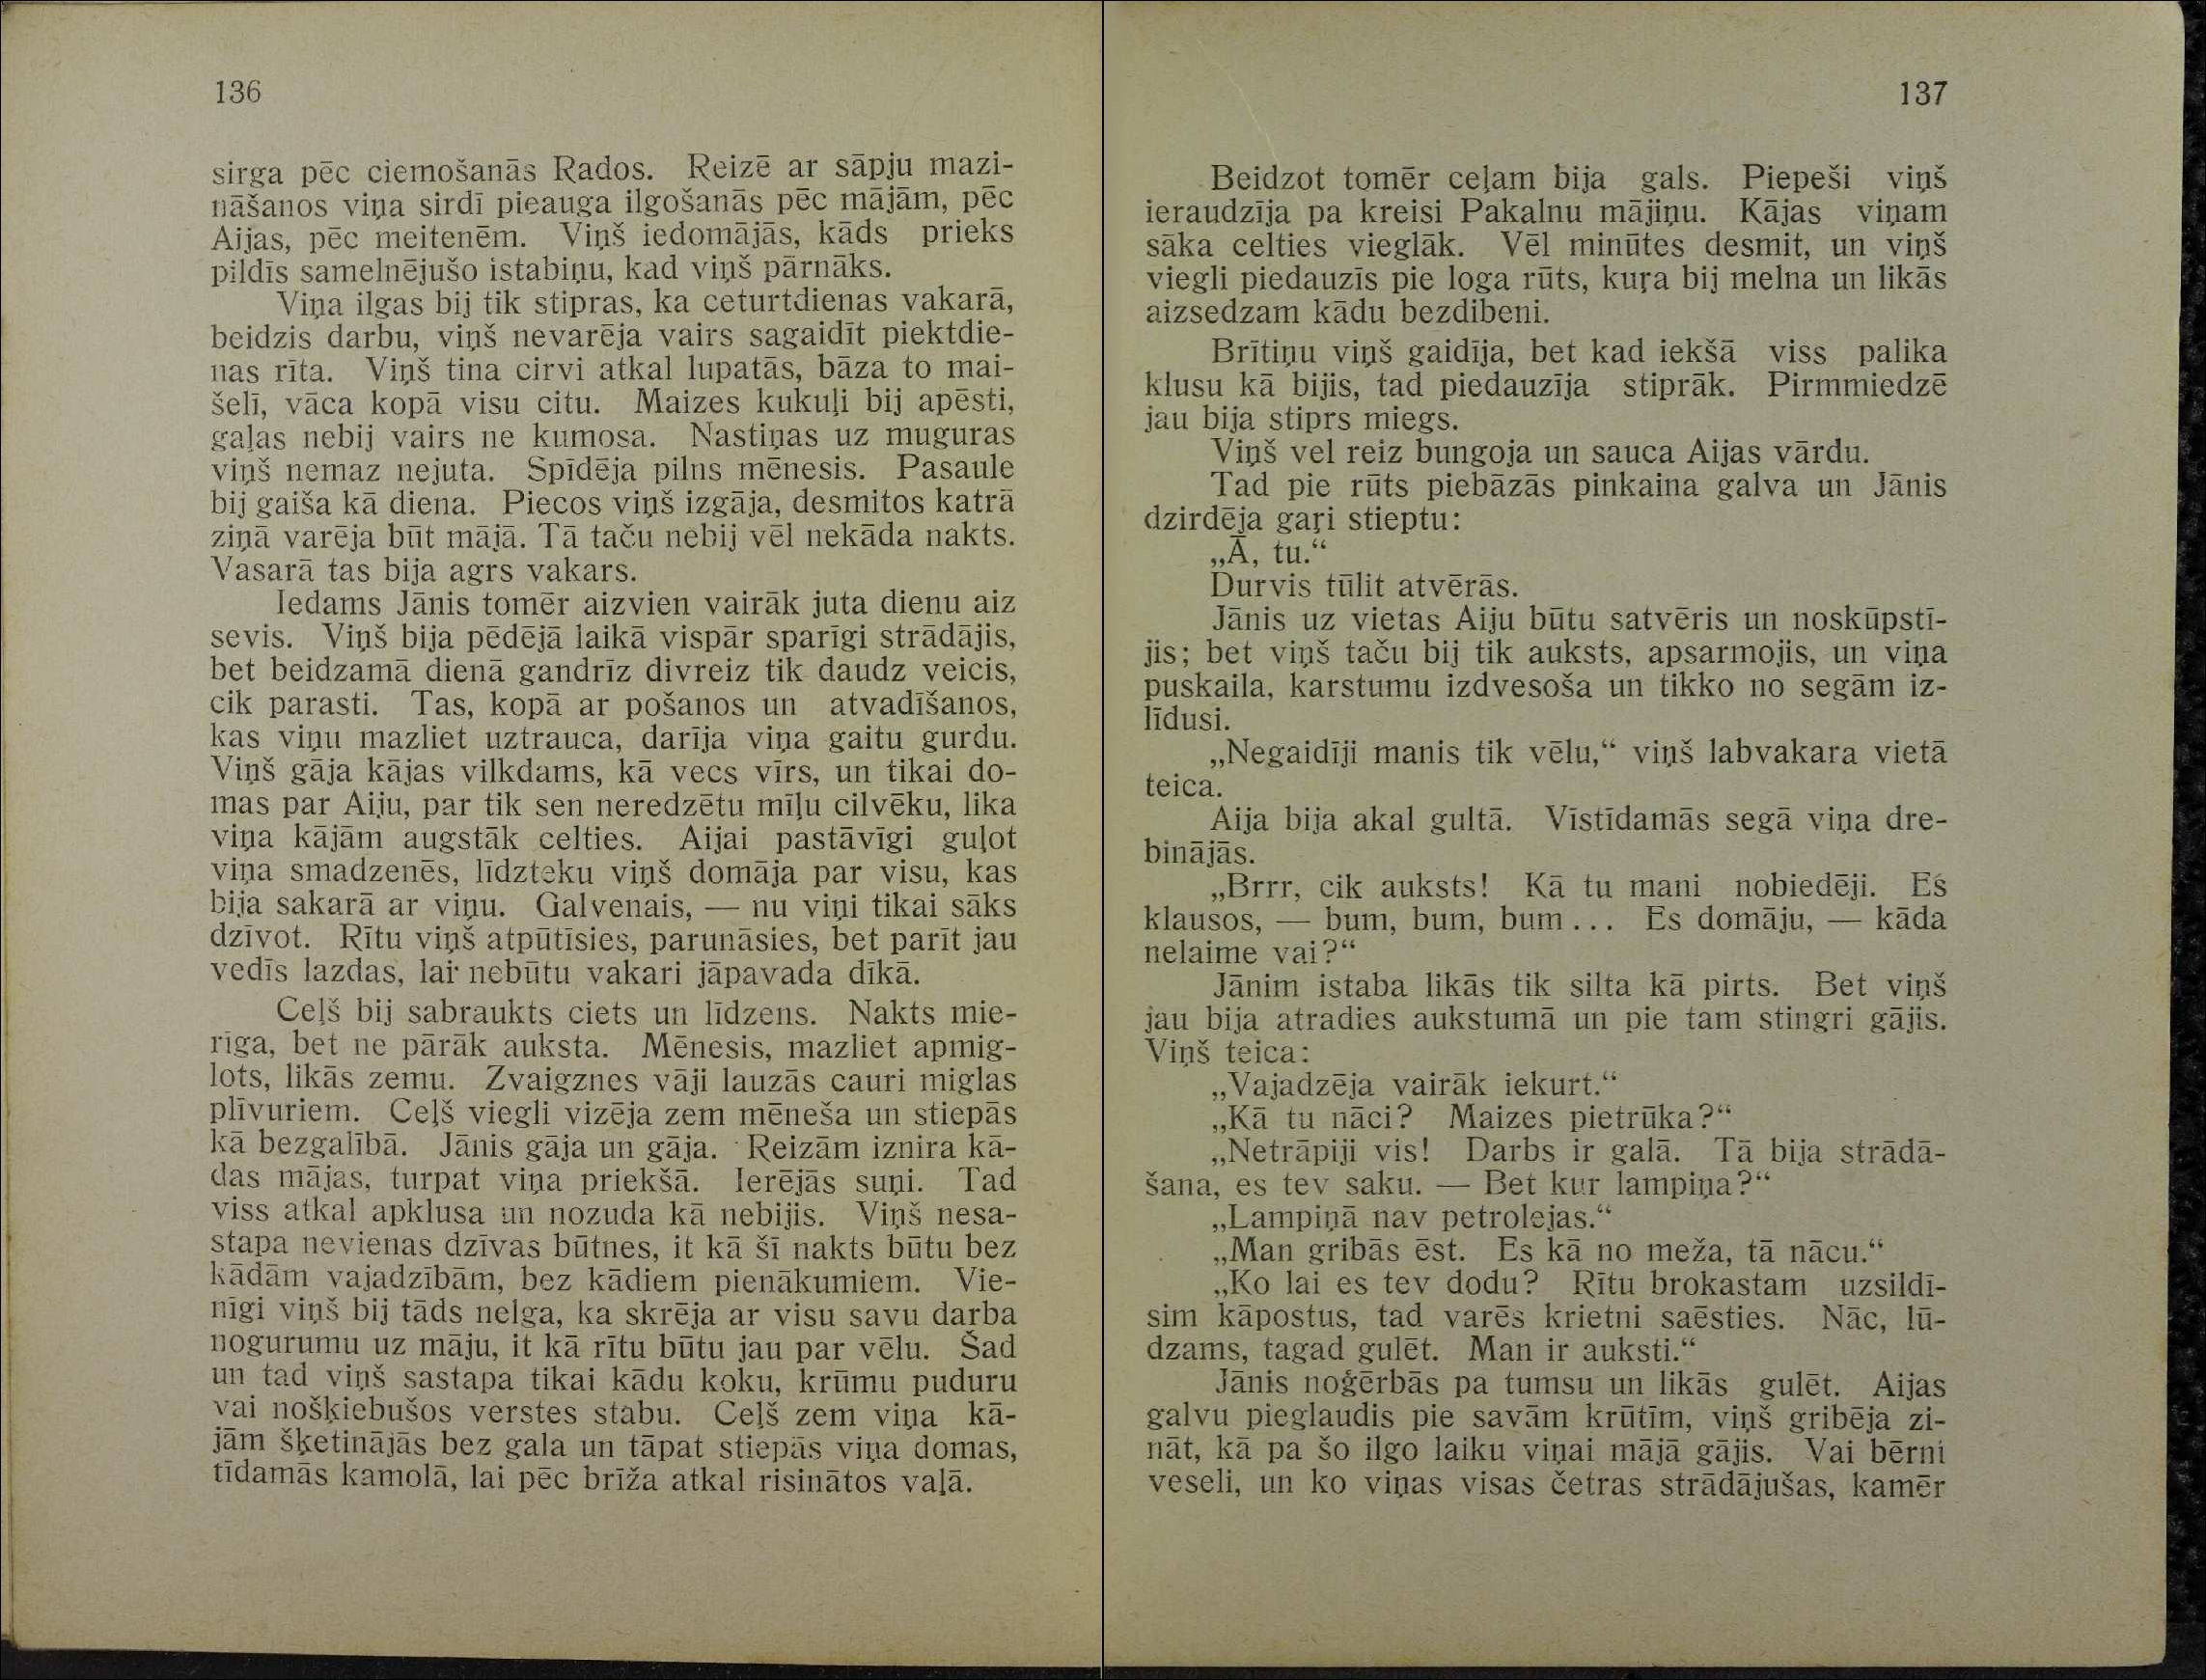 136
sirga pēc ciemošanās Rados. Reizē ar sāpju mazi-
nāšanos viņa sirdī pieauga ilgošanās pēc mājām, pēc
Aijas, pēc meitenēm. Viņš iedomājās, kāds prieks
pildīs samelnējušo istabiņu, kad viņš pārnāks.
Viņa ilgas bij tik stipras, ka ceturtdienas vakarā,
beidzis darbu, viņš nevarēja vairs sagaidīt piektdie-
nas rīta. Viņš tina cirvi atkal lupatās, bāza to mai-
šelī, vāca kopā visu citu. Maizes kukuļi bij apēsti,
gaļas nebij vairs ne kumosa. Nastiņas uz muguras
viņš nemaz nejuta. Spīdēja pilns mēnesis. Pasaule
bij gaiša kā diena. Piecos viņš izgāja, desmitos katrā
ziņā varēja būt mājā. Tā taču nebij vēl nekāda nakts.
Vasarā tas bija agrs vakars.
Iedams Jānis tomēr aizvien vairāk juta dienu aiz
sevis. Viņš bija pēdējā laikā vispār sparīgi strādājis,
bet beidzamā dienā gandrīz divreiz tik daudz veicis,
cik parasti. Tas, kopā ar pošanos un atvadīšanos,
kas viņu mazliet uztrauca, darīja viņa gaitu gurdu.
Viņš gāja kājas vilkdams, kā vecs vīrs, un tikai do-
mas par Aiju, par tik sen neredzētu mīļu cilvēku, lika
viņa kājām augstāk celties. Aijai pastāvīgi guļot
viņa smadzenēs, līdzteku viņš domāja par visu, kas
bija sakarā ar viņu. Galvenais, — nu viņi tikai sāks
dzīvot. Rītu viņš atpūtīsies, parunāsies, bet parīt jau
vedīs lazdas, lai nebūtu vakari jāpavada dīkā.
Ceļš bij sabraukts ciets un līdzens. Nakts mie-
rīga, bet ne pārāk auksta. Mēnesis, mazliet apmig-
lots, likās zemu. Zvaigznes vāji lauzās cauri miglas
plīvuriem. Ceļš viegli vizēja zem mēneša un stiepās
kā bezgalībā. Jānis gāja un gāja. Reizām iznira kā-
das mājas, turpat viņa priekšā. Ierējās suņi. Tad
viss atkal apklusa un nozuda kā nebijis. Viņš nesa-
stapa nevienas dzīvas būtnes, it kā šī nakts būtu bez
kādām vajadzībām, bez kādiem pienākumiem. Vie-
nīgi viņš bij tāds nelga, ka skrēja ar visu savu darba
nogurumu uz māju, it kā rītu būtu jau par vēlu. Šad
un tad viņš sastapa tikai kādu koku, krūmu puduru
vai nošķiebušos verstes stabu. Ceļš zem viņa kā-
jām šķetinājās bez gala un tāpat stiepās viņa domas,
tīdamās kamolā, lai pēc brīža atkal risinātos vaļā.
137
Beidzot tomēr ceļam bija gals. Piepeši viņš
ieraudzīja pa kreisi Pakalnu mājiņu. Kājas viņam
sāka celties vieglāk. Vēl minūtes desmit, un viņš
viegli piedauzīs pie loga rūts, kuŗa bij melna un likās
aizsedzam kādu bezdibeni.
Brītiņu viņš gaidīja, bet kad iekšā viss palika
klusu kā bijis, tad piedauzīja stiprāk. Pirmmiedzē
jau bija stiprs miegs.
Viņš vel reiz bungoja un sauca Aijas vārdu.
Tad pie rūts piebāzās pinkaina galva un Jānis
dzirdēja gaŗi stieptu:
„Ā, tu.“
Durvis tūlit atvērās.
Jānis uz vietas Aiju būtu satvēris un noskūpstī-
jis; bet viņš taču bij tik auksts, apsarmojis, un viņa
puskaila, karstumu izdvesoša un tikko no segām iz-
līdusi.
„Negaidīji manis tik vēlu,“ viņš labvakara vietā
teica.
Aija bija akal gultā. Vīstīdamās segā viņa dre-
binājās.
„Brrr, cik auksts! Kā tu mani nobiedēji. Es
klausos, — bum, bum, bum... Es domāju, — kāda
nelaime vai?“
Jānim istaba likās tik silta kā pirts. Bet viņš
jau bija atradies aukstumā un pie tam stingri gājis.
Viņš teica:
„Vajadzēja vairāk iekurt.“
„Kā tu nāci? Maizes pietrūka?“
„Netrāpiji vis! Darbs ir galā. Tā bija strādā-
šana, es tev saku. — Bet kur lampiņa?“
„Lampiņā nav petrolejas.“
„Man gribās ēst. Es kā no meža, tā nācu.“
„Ko lai es tev dodu? Rītu brokastam uzsildī-
sim kāpostus, tad varēs krietni saēsties. Nāc, lū-
dzams, tagad gulēt. Man ir auksti.“
Jānis noģērbās pa tumsu un likās gulēt. Aijas
galvu pieglaudis pie savām krūtīm, viņš gribēja zi-
nāt, kā pa šo ilgo laiku viņai mājā gājis. Vai bērni
veseli, un ko viņas visas četras strādājušas, kamēr